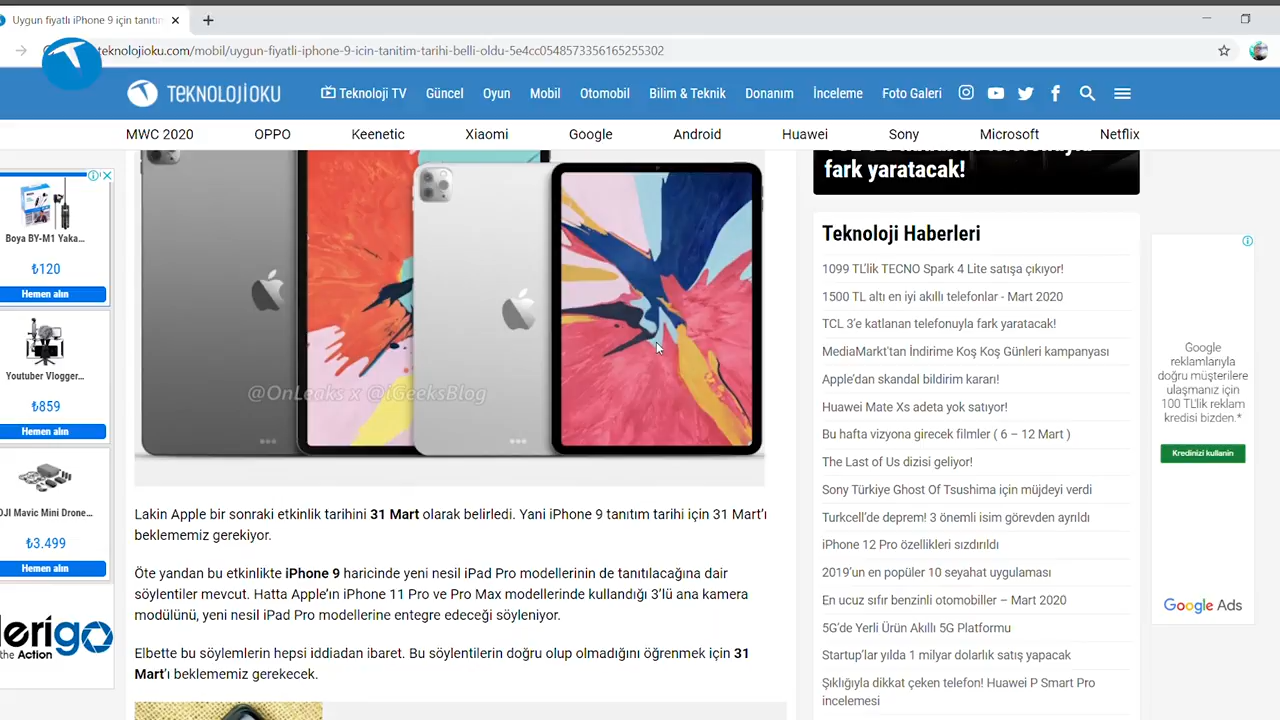 Uygun fiyatlı iPhone 9 için tanıtın
teknolojioku.com/mobil/uygun-fiyatli-iphone-9-icin-tanitim-tarihi-belli-oldu-5e4cc0548573356165255302
TEKNOLOJİOKU
Teknoloji TV Güncel Oyun Mobil Otomobil Bilim & Teknik Donanım İnceleme Foto Galeri
MWC 2020 OPPO Keenetic Xiaomi Google Android Huawei Sony Microsoft Netflix
Boya BY-M1 Yaka...
₺120
Hemen alın
Youtuber Vlogger...
₺859
Hemen alın
DJI Mavic Mini Drone...
₺3.499
Hemen alın
the Action
@OnLeaks x @iGeeksBlog
Lakin Apple bir sonraki etkinlik tarihini 31 Mart olarak belirledi. Yani iPhone 9 tanıtım tarihi için 31 Mart’ı
beklememiz gerekiyor.
Öte yandan bu etkinlikte iPhone 9 haricinde yeni nesil iPad Pro modellerinin de tanıtılacağına dair
söylentiler mevcut. Hatta Apple’ın iPhone 11 Pro ve Pro Max modellerinde kullandığı 3’lü ana kamera
modülünü, yeni nesil iPad Pro modellerine entegre edeceği söyleniyor.
Elbette bu söylemlerin hepsi iddiadan ibaret. Bu söylentilerin doğru olup olmadığını öğrenmek için 31
Mart’ı beklememiz gerekecek.
fark yaratacak!
Teknoloji Haberleri
1099 TL’lik TECNO Spark 4 Lite satışa çıkıyor!
1500 TL altı en iyi akıllı telefonlar - Mart 2020
TCL 3’e katlanan telefonuyla fark yaratacak!
MediaMarkt'tan İndirime Koş Koş Günleri kampanyası
Apple’dan skandal bildirim kararı!
Huawei Mate Xs adeta yok satıyor!
Bu hafta vizyona girecek filmler ( 6 – 12 Mart )
The Last of Us dizisi geliyor!
Sony Türkiye Ghost Of Tsushima için müjdeyi verdi
Turkcell’de deprem! 3 önemli isim görevden ayrıldı
iPhone 12 Pro özellikleri sızdırıldı
2019’un en popüler 10 seyahat uygulaması
En ucuz sıfır benzinli otomobiller – Mart 2020
5G’de Yerli Ürün Akıllı 5G Platformu
Startup’lar yılda 1 milyar dolarlık satış yapacak
Şıklığıyla dikkat çeken telefon! Huawei P Smart Pro
incelemesi
Google
reklamlarıyla
doğru müşterilere
ulaşmanız için
100 TL'lik reklam
kredisi bizden.*
Kredinizi kullanın
Google Ads